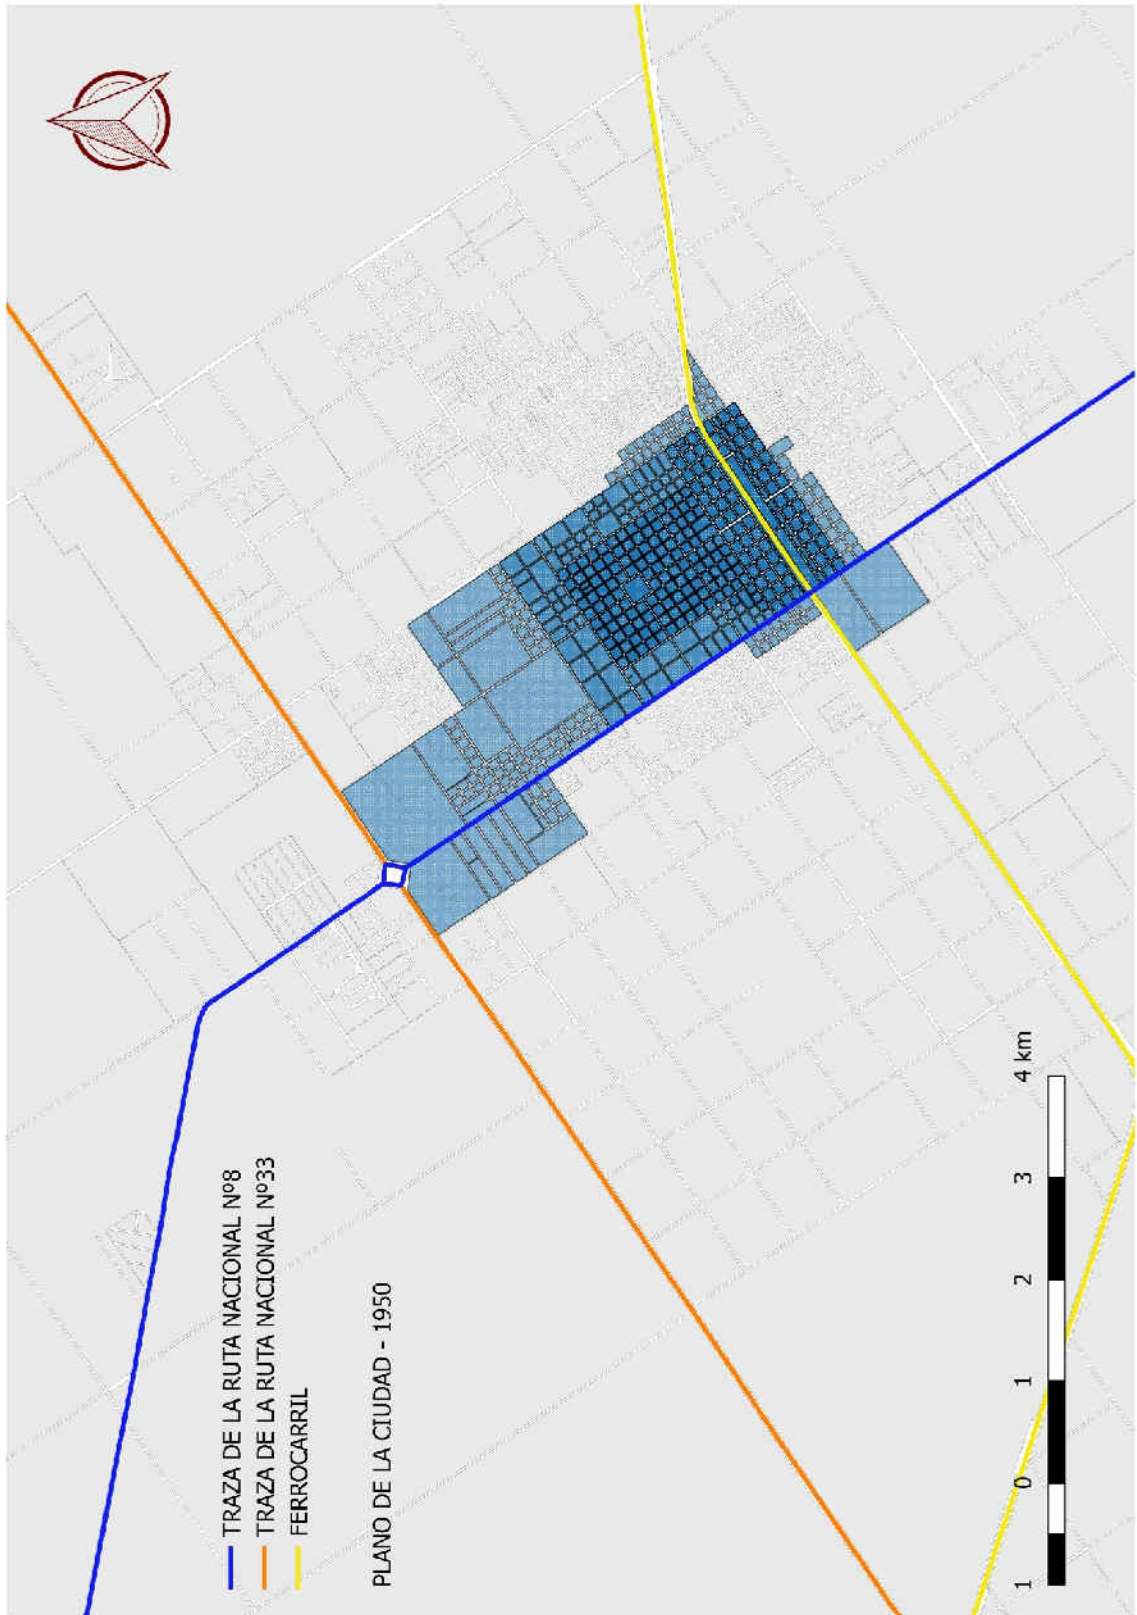 TRAZA DE LA RUTA NACIONAL Nº8
TRAZA DE LA RUTA NACIONAL Nº33
FERROCARRIL
PLANO DE LA CIUDAD - 1950
1 0 1 2 3 4 km